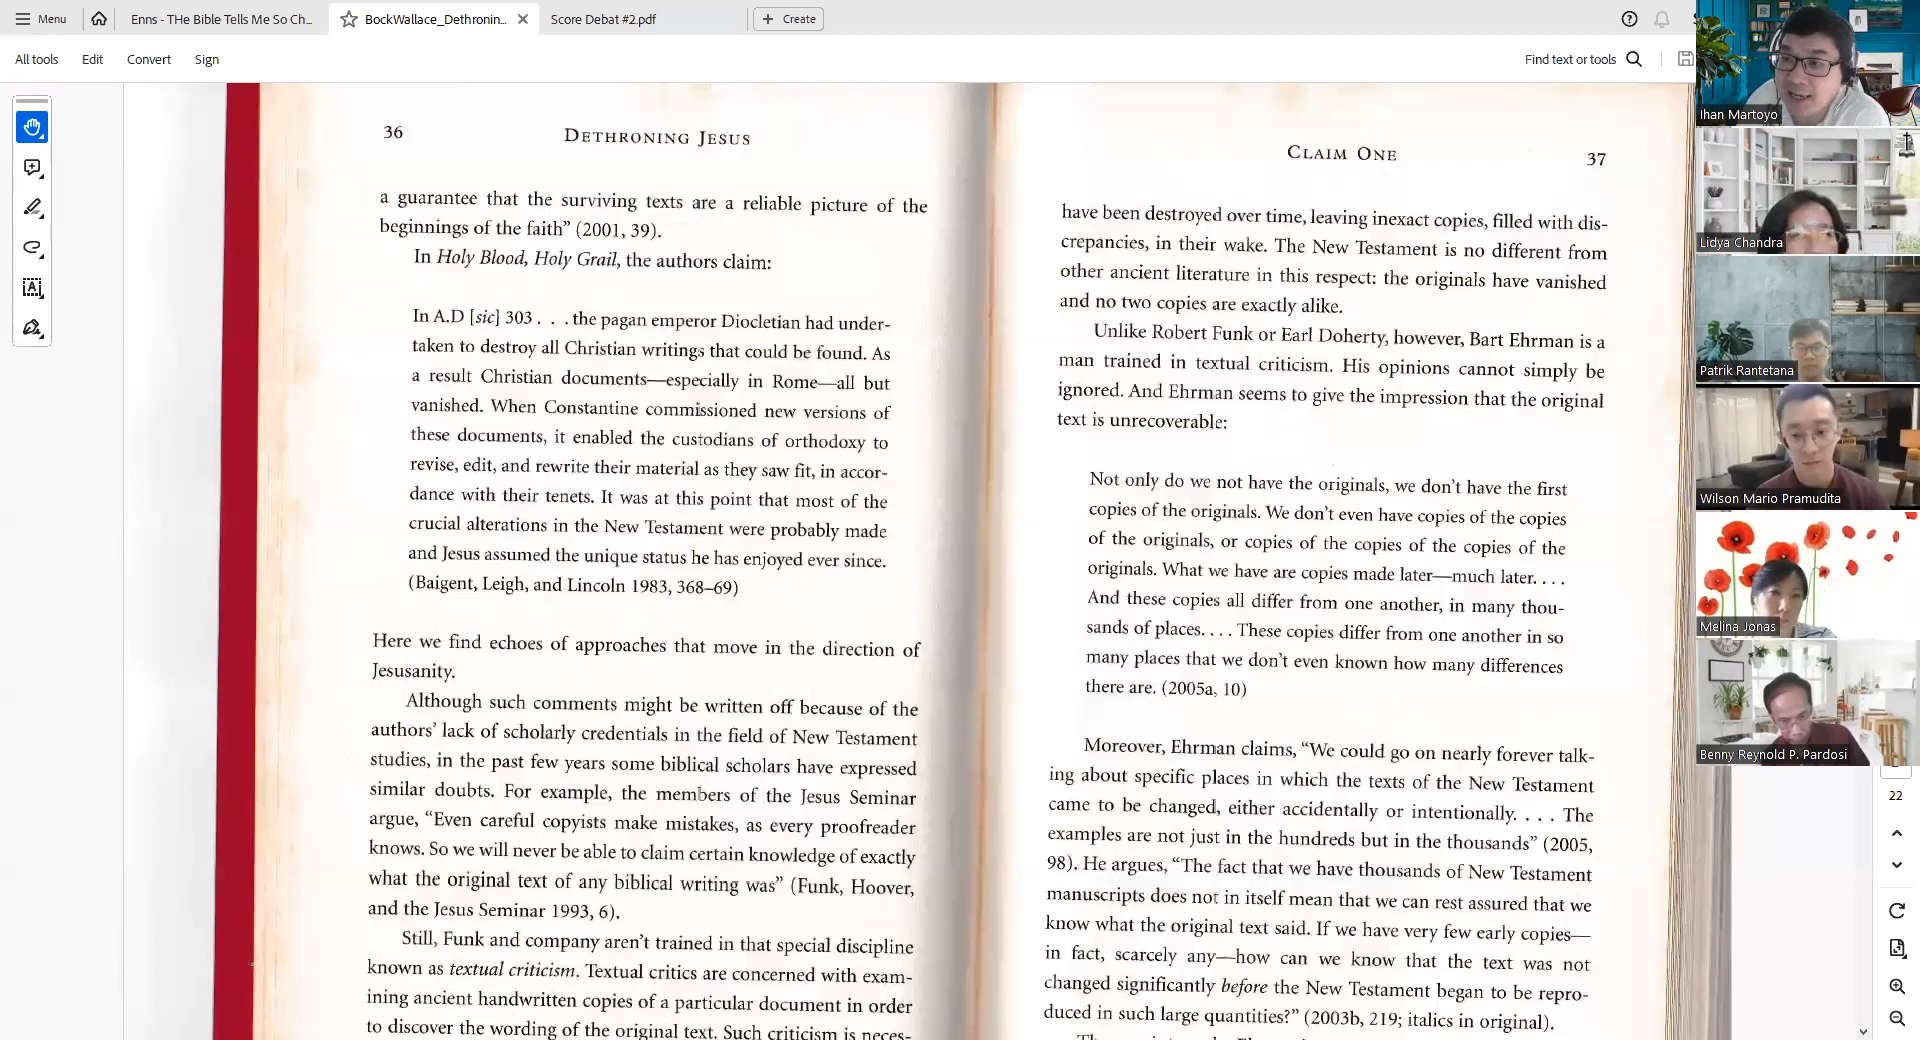 Menu
Enns - THe Bible Tells Me So Ch...
BockWallace_Dethronin...
Score Debat #2.pdf
Create
All tools
Edit
Convert
Sign
Find text or tools
36
DETHRONING JESUS
a guarantee that the surviving texts are a reliable picture of the
beginnings of the faith” (2001, 39).
In Holy Blood, Holy Grail, the authors claim:
In A.D [sic] 303 . . . the pagan emperor Diocletian had under-
taken to destroy all Christian writings that could be found. As
a result Christian documents—especially in Rome—all but
vanished. When Constantine commissioned new versions of
these documents, it enabled the custodians of orthodoxy to
revise, edit, and rewrite their material as they saw fit, in accor-
dance with their tenets. It was at this point that most of the
crucial alterations in the New Testament were probably made
and Jesus assumed the unique status he has enjoyed ever since.
(Baigent, Leigh, and Lincoln 1983, 368–69)
Here we find echoes of approaches that move in the direction of
Jesusanity.
Although such comments might be written off because of the
authors’ lack of scholarly credentials in the field of New Testament
studies, in the past few years some biblical scholars have expressed
similar doubts. For example, the members of the Jesus Seminar
argue, “Even careful copyists make mistakes, as every proofreader
knows. So we will never be able to claim certain knowledge of exactly
what the original text of any biblical writing was” (Funk, Hoover,
and the Jesus Seminar 1993, 6).
Still, Funk and company aren’t trained in that special discipline
known as textual criticism. Textual critics are concerned with exam-
ining ancient handwritten copies of a particular document in order
to discover the wording of the original text. Such criticism is neces-
CLAIM ONE
37
have been destroyed over time, leaving inexact copies, filled with dis-
crepancies, in their wake. The New Testament is no different from
other ancient literature in this respect: the originals have vanished
and no two copies are exactly alike.
Unlike Robert Funk or Earl Doherty, however, Bart Ehrman is a
man trained in textual criticism. His opinions cannot simply be
ignored. And Ehrman seems to give the impression that the original
text is unrecoverable:
Not only do we not have the originals, we don’t have the first
copies of the originals. We don’t even have copies of the copies
of the originals, or copies of the copies of the copies of the
originals. What we have are copies made later—much later. . . .
And these copies all differ from one another, in many thou-
sands of places. . . . These copies differ from one another in so
many places that we don’t even known how many differences
there are. (2005a, 10)
Moreover, Ehrman claims, “We could go on nearly forever talk-
ing about specific places in which the texts of the New Testament
came to be changed, either accidentally or intentionally. . . . The
examples are not just in the hundreds but in the thousands” (2005,
98). He argues, “The fact that we have thousands of New Testament
manuscripts does not in itself mean that we can rest assured that we
know what the original text said. If we have very few early copies—
in fact, scarcely any—how can we know that the text was not
changed significantly before the New Testament began to be repro-
duced in such large quantities?” (2003b, 219; italics in original).
Ihan Martoyo
Lidya Chandra
Patrik Rantetana
Wilson Mario Pramudita
Melina Jonas
Benny Reynold P. Pardosi
22